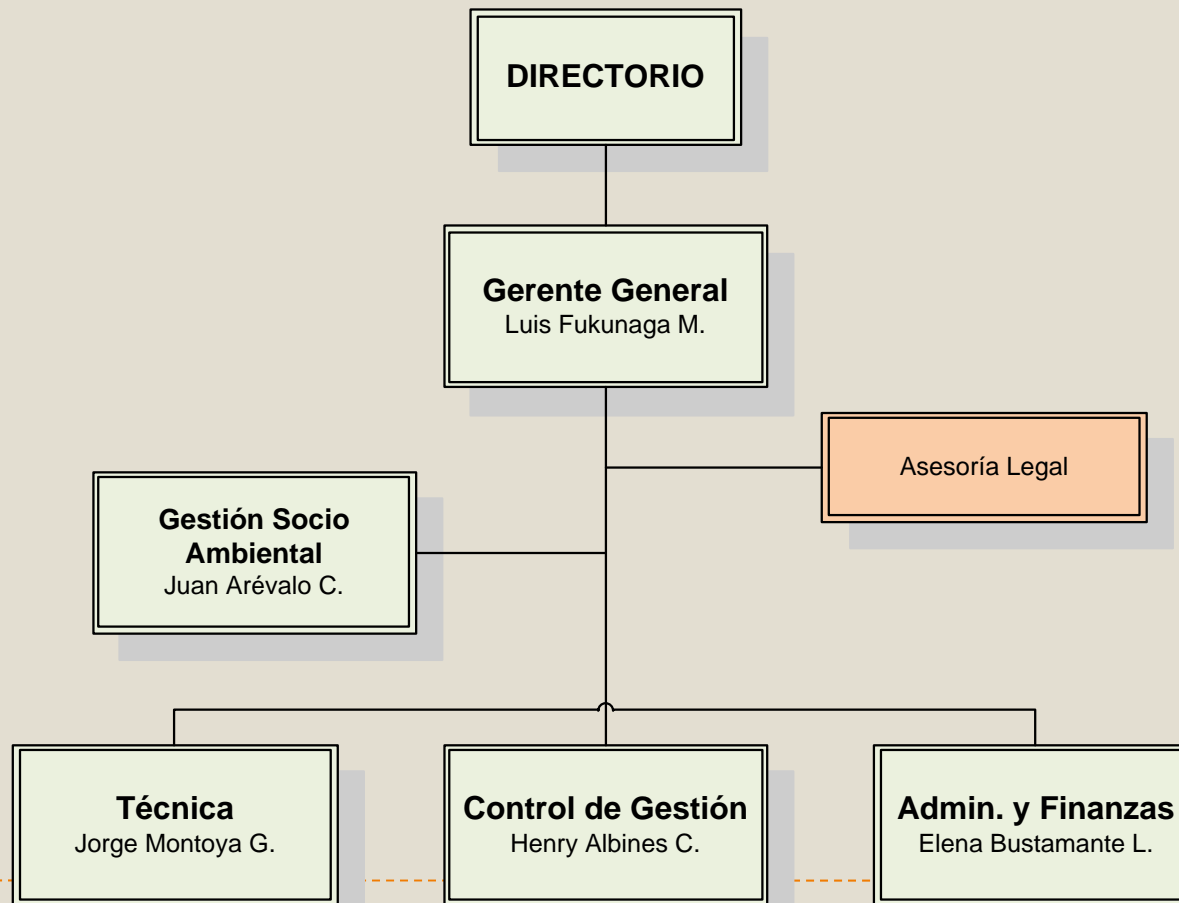 DIRECTORIO
Gerente General
Luis Fukunaga M.
Asesoría Legal
Gestión Socio
Ambiental
Juan Arévalo C.
Técnica
Jorge Montoya G.
Control de Gestión
Henry Albines C.
Admin. y Finanzas
Elena Bustamante L.